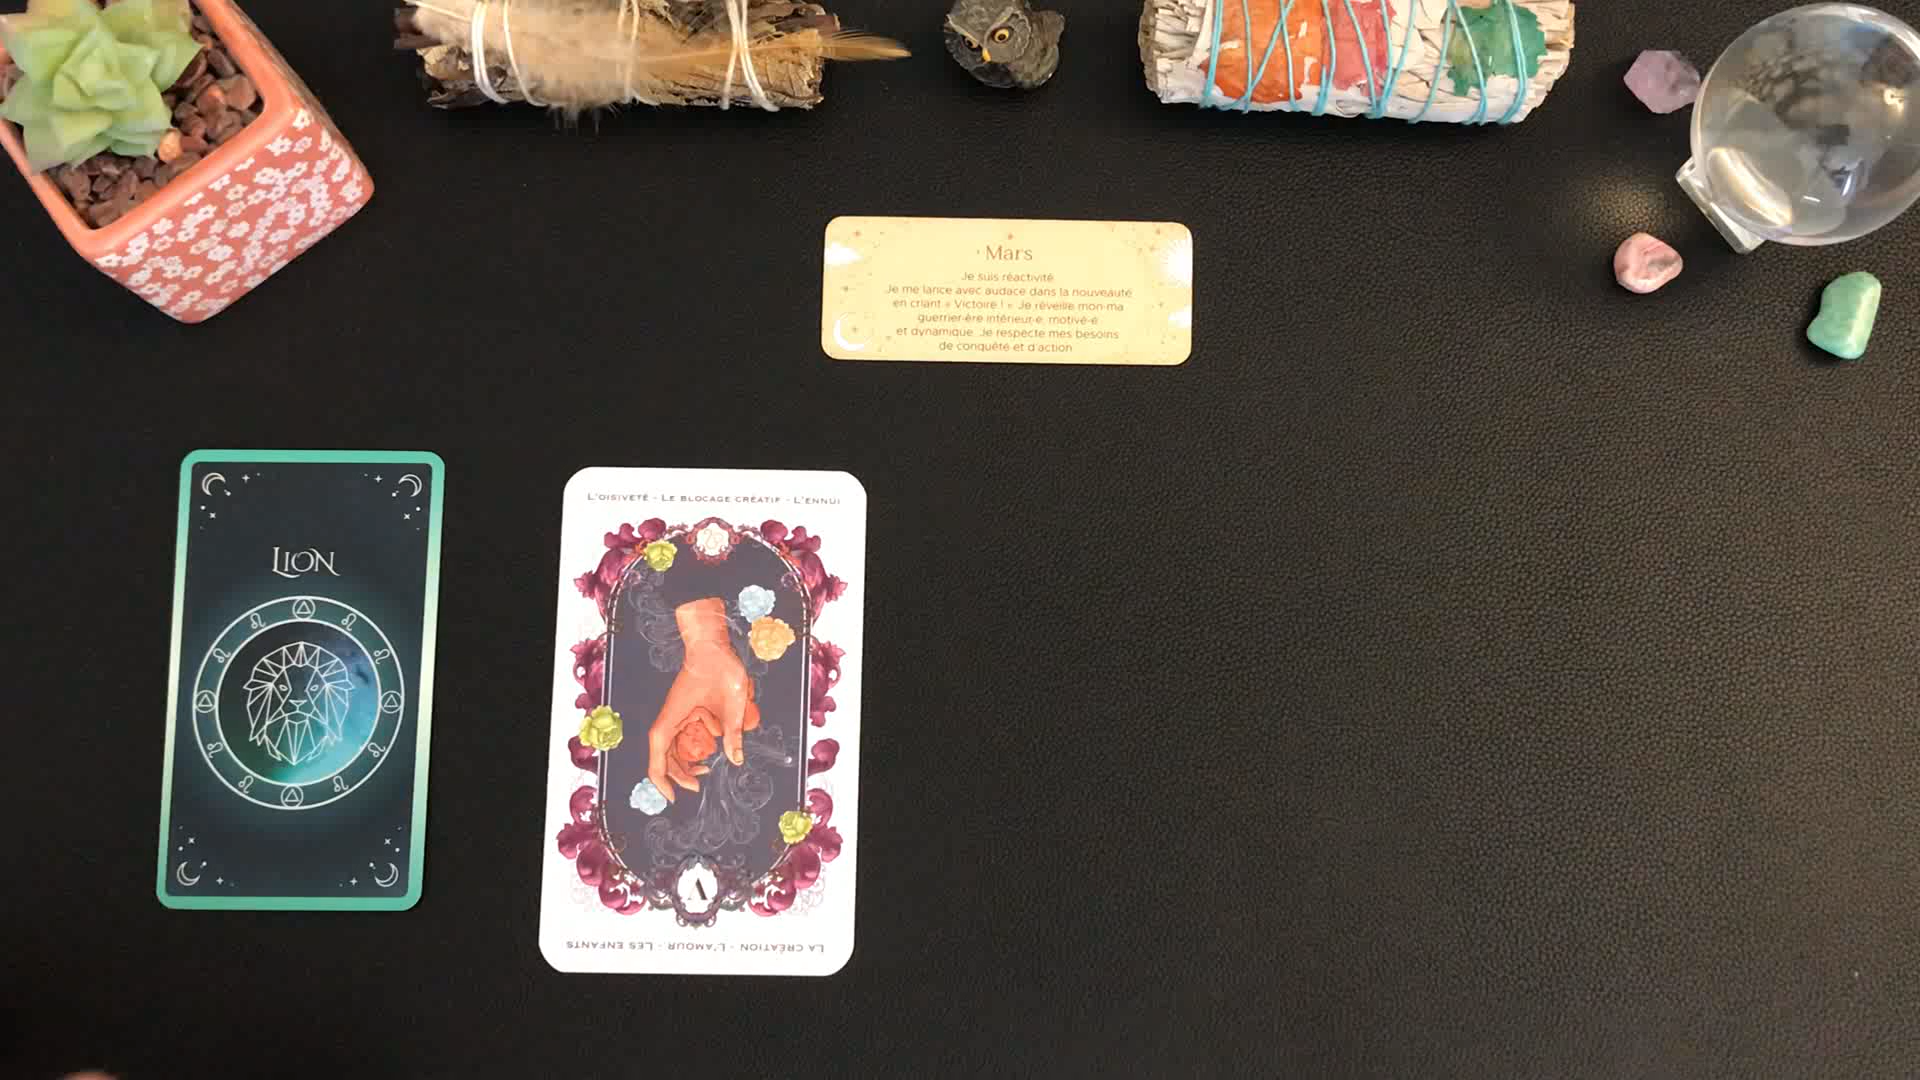 Mars
Je suis réactivité.
Je me lance avec audace dans la nouveauté
en criant « Victoire ! ». Je réveille mon·ma
guerrier·ère intérieur·e, motivé·e
et dynamique. Je respecte mes besoins
de conquête et d'action.
LION
L'OISIVETÉ - LE BLOCAGE CRÉATIF - L'ENNUI
V
LA CRÉATION - L'AMOUR - LES ENFANTS